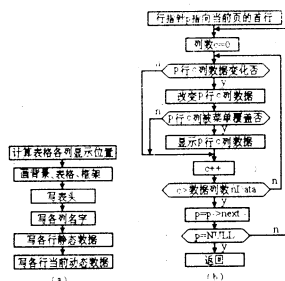 行指针p指向当前页的首行
列数c=0
n
P行c列数据变化否
y
改变P行c列数据
n
P行c列被菜单覆盖否
y
显示P行c列数据
c++
n
c>数据列数nfata
y
p=p->next
p=NULL
n
y
返回
(b)
计算表格各列显示位置
画背景、表格、框架
写表头
写各列名字
写各行静态数据
写各行当前动态数据
(a)